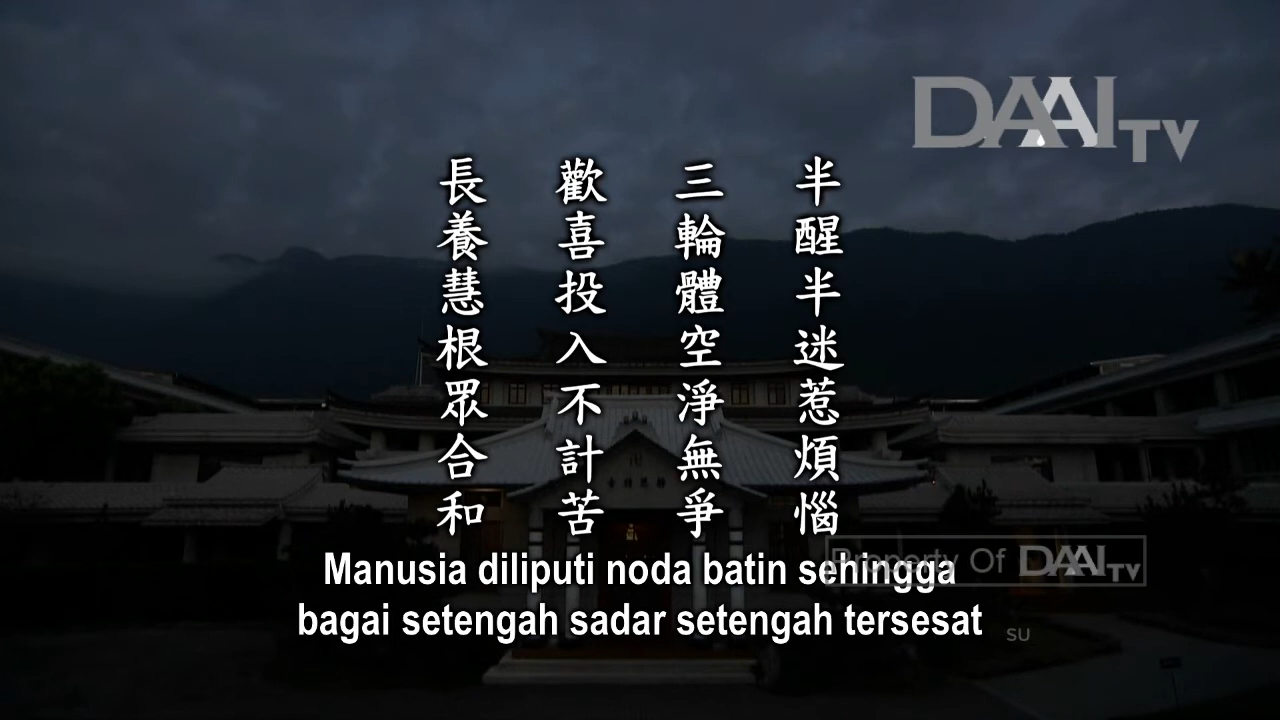 DAAI TV
半醒半迷惹煩惱
三輪體空淨無爭
歡喜投入不計苦
長養慧根眾合和
Property Of DAAI TV
Manusia diliputi noda batin sehingga
bagai setengah sadar setengah tersesat
SU